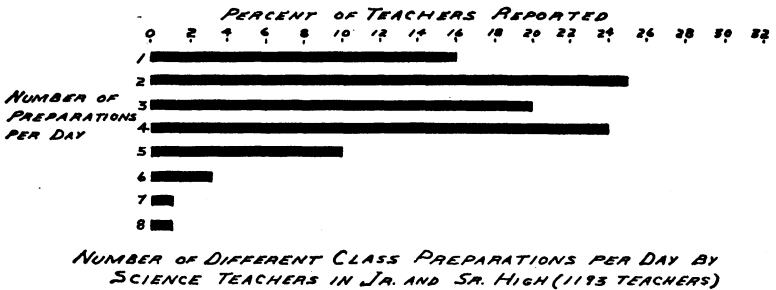 PERCENT OF TEACHERS REPORTED
0 2 4 6 8 10 12 14 16 18 20 22 24 26 28 30 32
1
2
NUMBER OF
3
PREPARATIONS
4
PER DAY
5
6
7
8
NUMBER OF DIFFERENT CLASS PREPARATIONS PER DAY BY
SCIENCE TEACHERS IN JR. AND SR. HIGH (1193 TEACHERS)